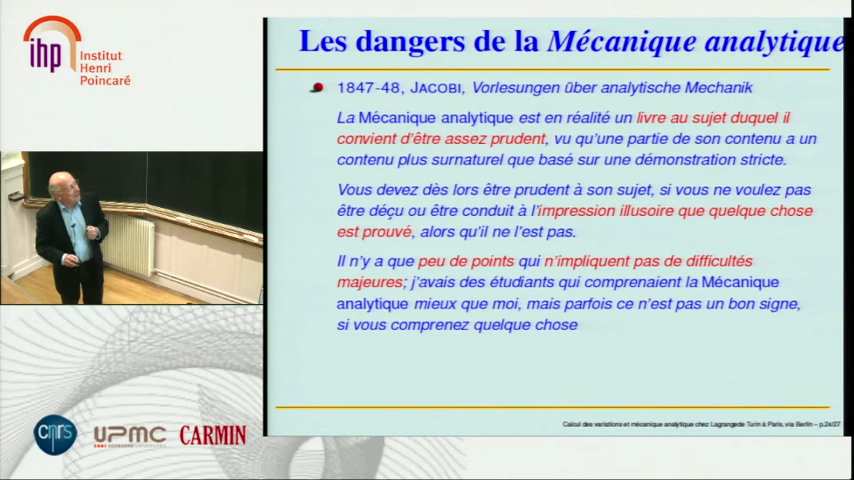 ihp
Institut
Henri
Poincaré
Les dangers de la Mécanique analytique
1847-48, JACOBI, Vorlesungen über analytische Mechanik
La Mécanique analytique est en réalité un livre au sujet duquel il
convient d'être assez prudent, vu qu'une partie de son contenu a un
contenu plus surnaturel que basé sur une démonstration stricte.
Vous devez dès lors être prudent à son sujet, si vous ne voulez pas
être déçu ou être conduit à l'impression illusoire que quelque chose
est prouvé, alors qu'il ne l'est pas.
Il n'y a que peu de points qui n'impliquent pas de difficultés
majeures; j'avais des étudiants qui comprenaient la Mécanique
analytique mieux que moi, mais parfois ce n'est pas un bon signe,
si vous comprenez quelque chose
Calcul des variations et mécanique analytique chez Lagrangede Turin à Paris, via Berlin – p.24/27
cnrs
UPMC
SORBONNE UNIVERSITÉS
CARMIN